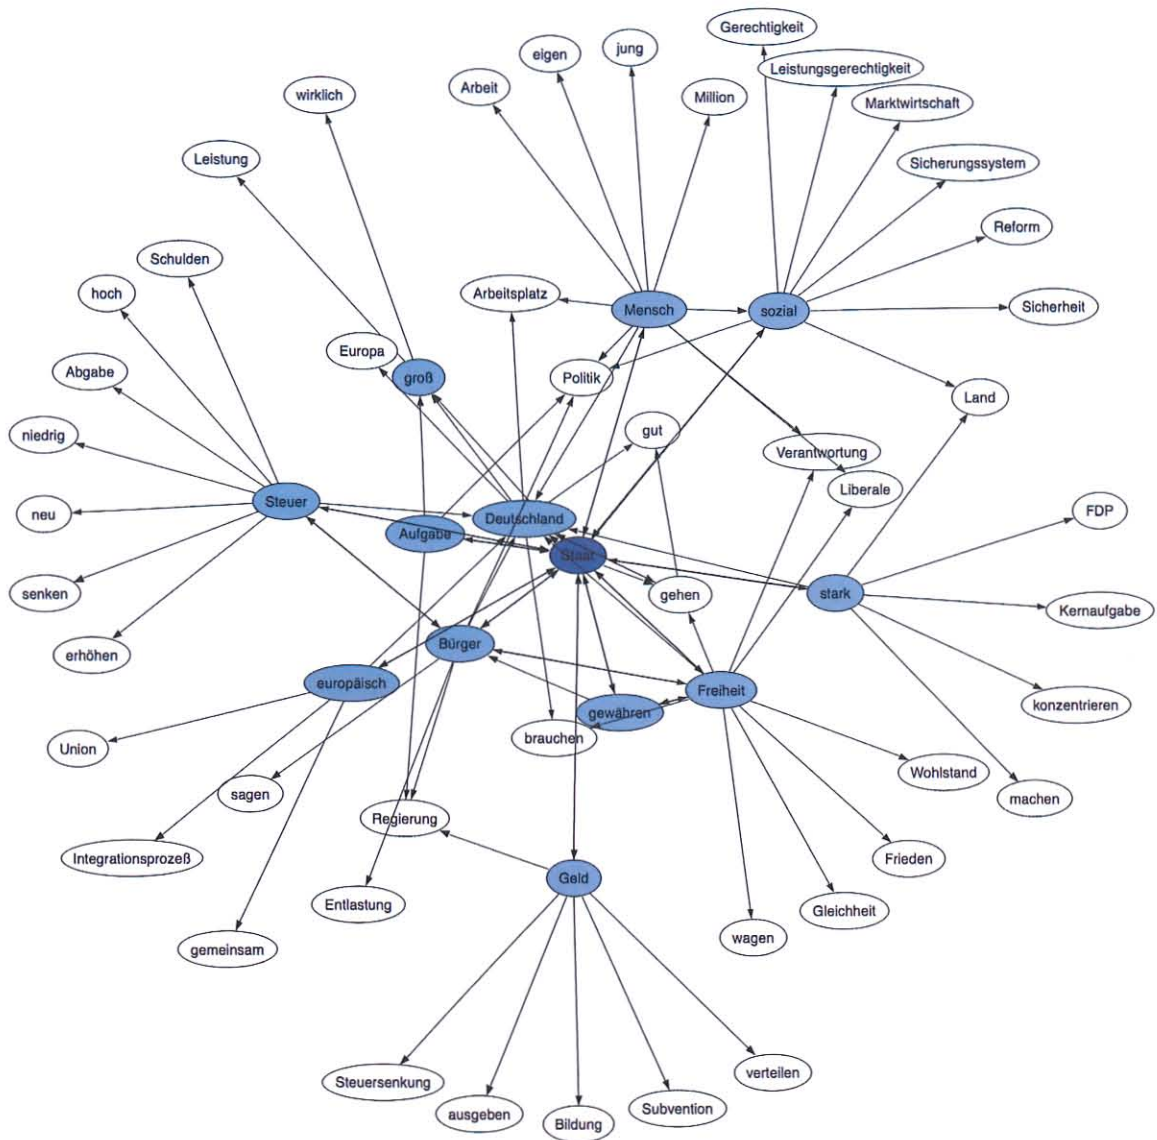 Gerechtigkeit
jung
eigen
Leistungsgerechtigkeit
Arbeit
wirklich
Million
Marktwirtschaft
Leistung
Sicherungssystem
Reform
Schulden
hoch
Arbeitsplatz
Mensch
sozial
Sicherheit
Europa
Abgabe
groß
Politik
Land
niedrig
gut
Verantwortung
Liberale
Steuer
neu
Deutschland
FDP
Aufgabe
Staat
senken
gehen
stark
Kernaufgabe
erhöhen
Bürger
europäisch
Freiheit
konzentrieren
gewähren
brauchen
Union
Wohlstand
sagen
machen
Regierung
Integrationsprozeß
Frieden
Geld
Entlastung
Gleichheit
wagen
gemeinsam
verteilen
Steuersenkung
Subvention
ausgeben
Bildung